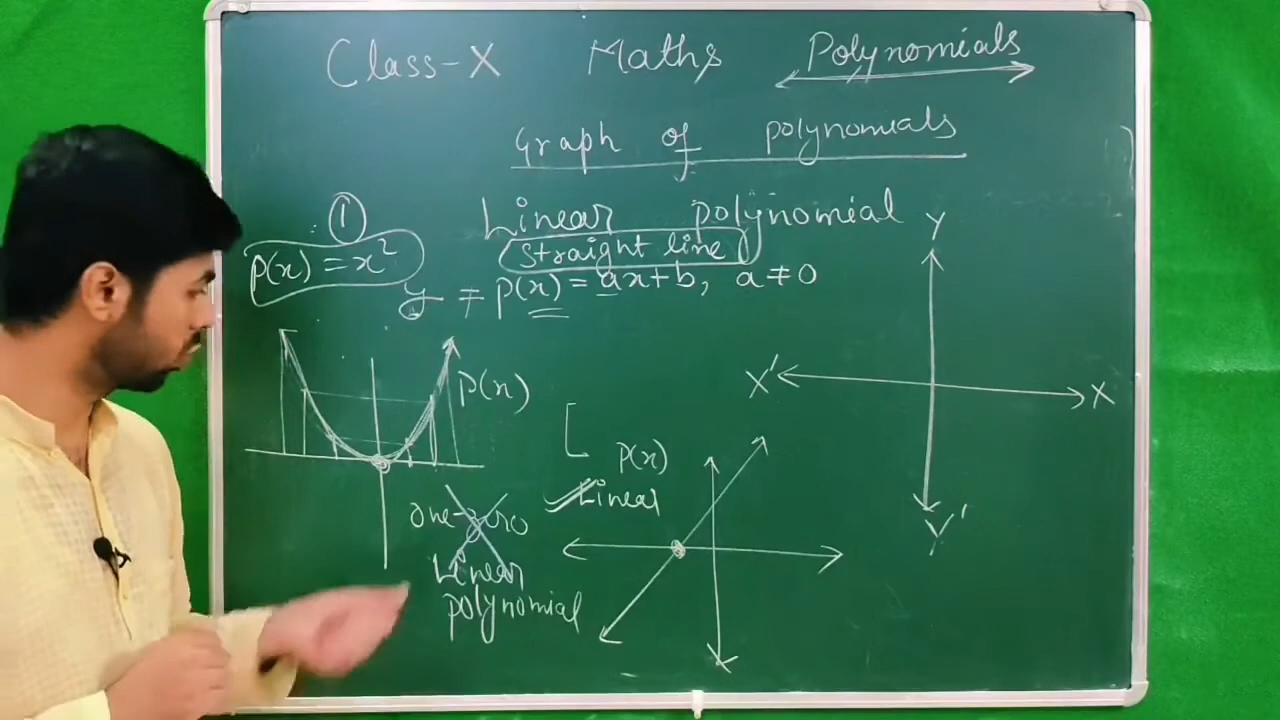 Class-X Maths Polynomials
Graph of polynomials
①
Linear polynomial
straight line
p(x) = x²
y = p(x) = ax+b, a ≠ 0
Y
X' X
Y'
P(x)
P(x)
Linear
one-zero
Linear
polynomial